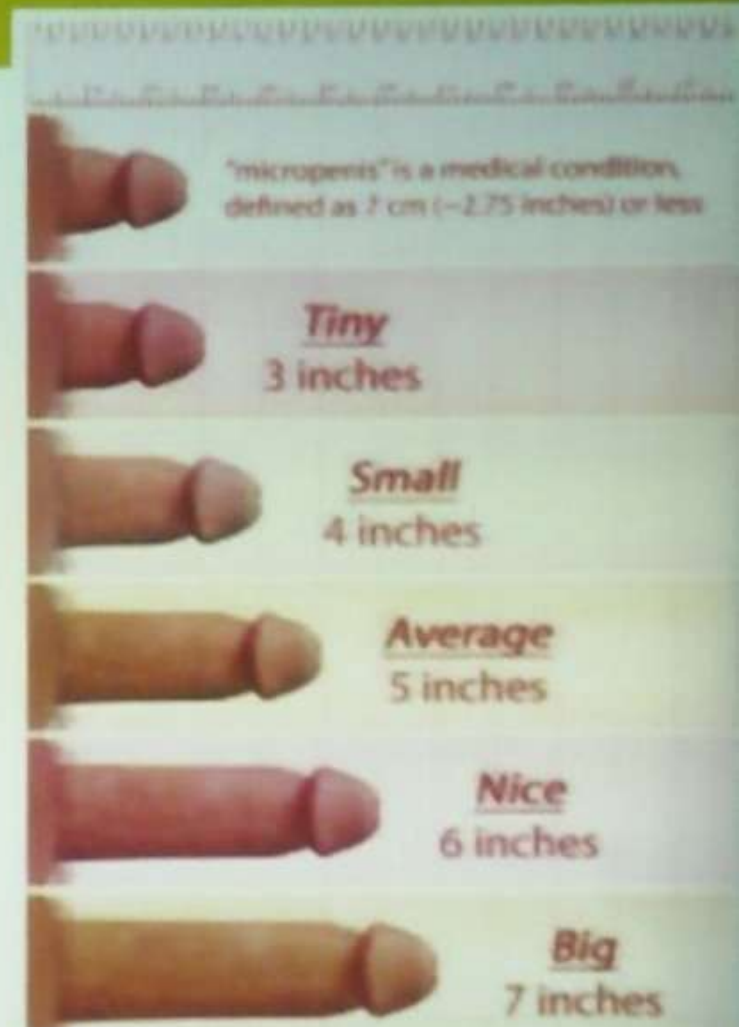 "micropenis" is a medical condition,
defined as 7 cm (~2.75 inches) or less
Tiny
3 inches
Small
4 inches
Average
5 inches
Nice
6 inches
Big
7 inches